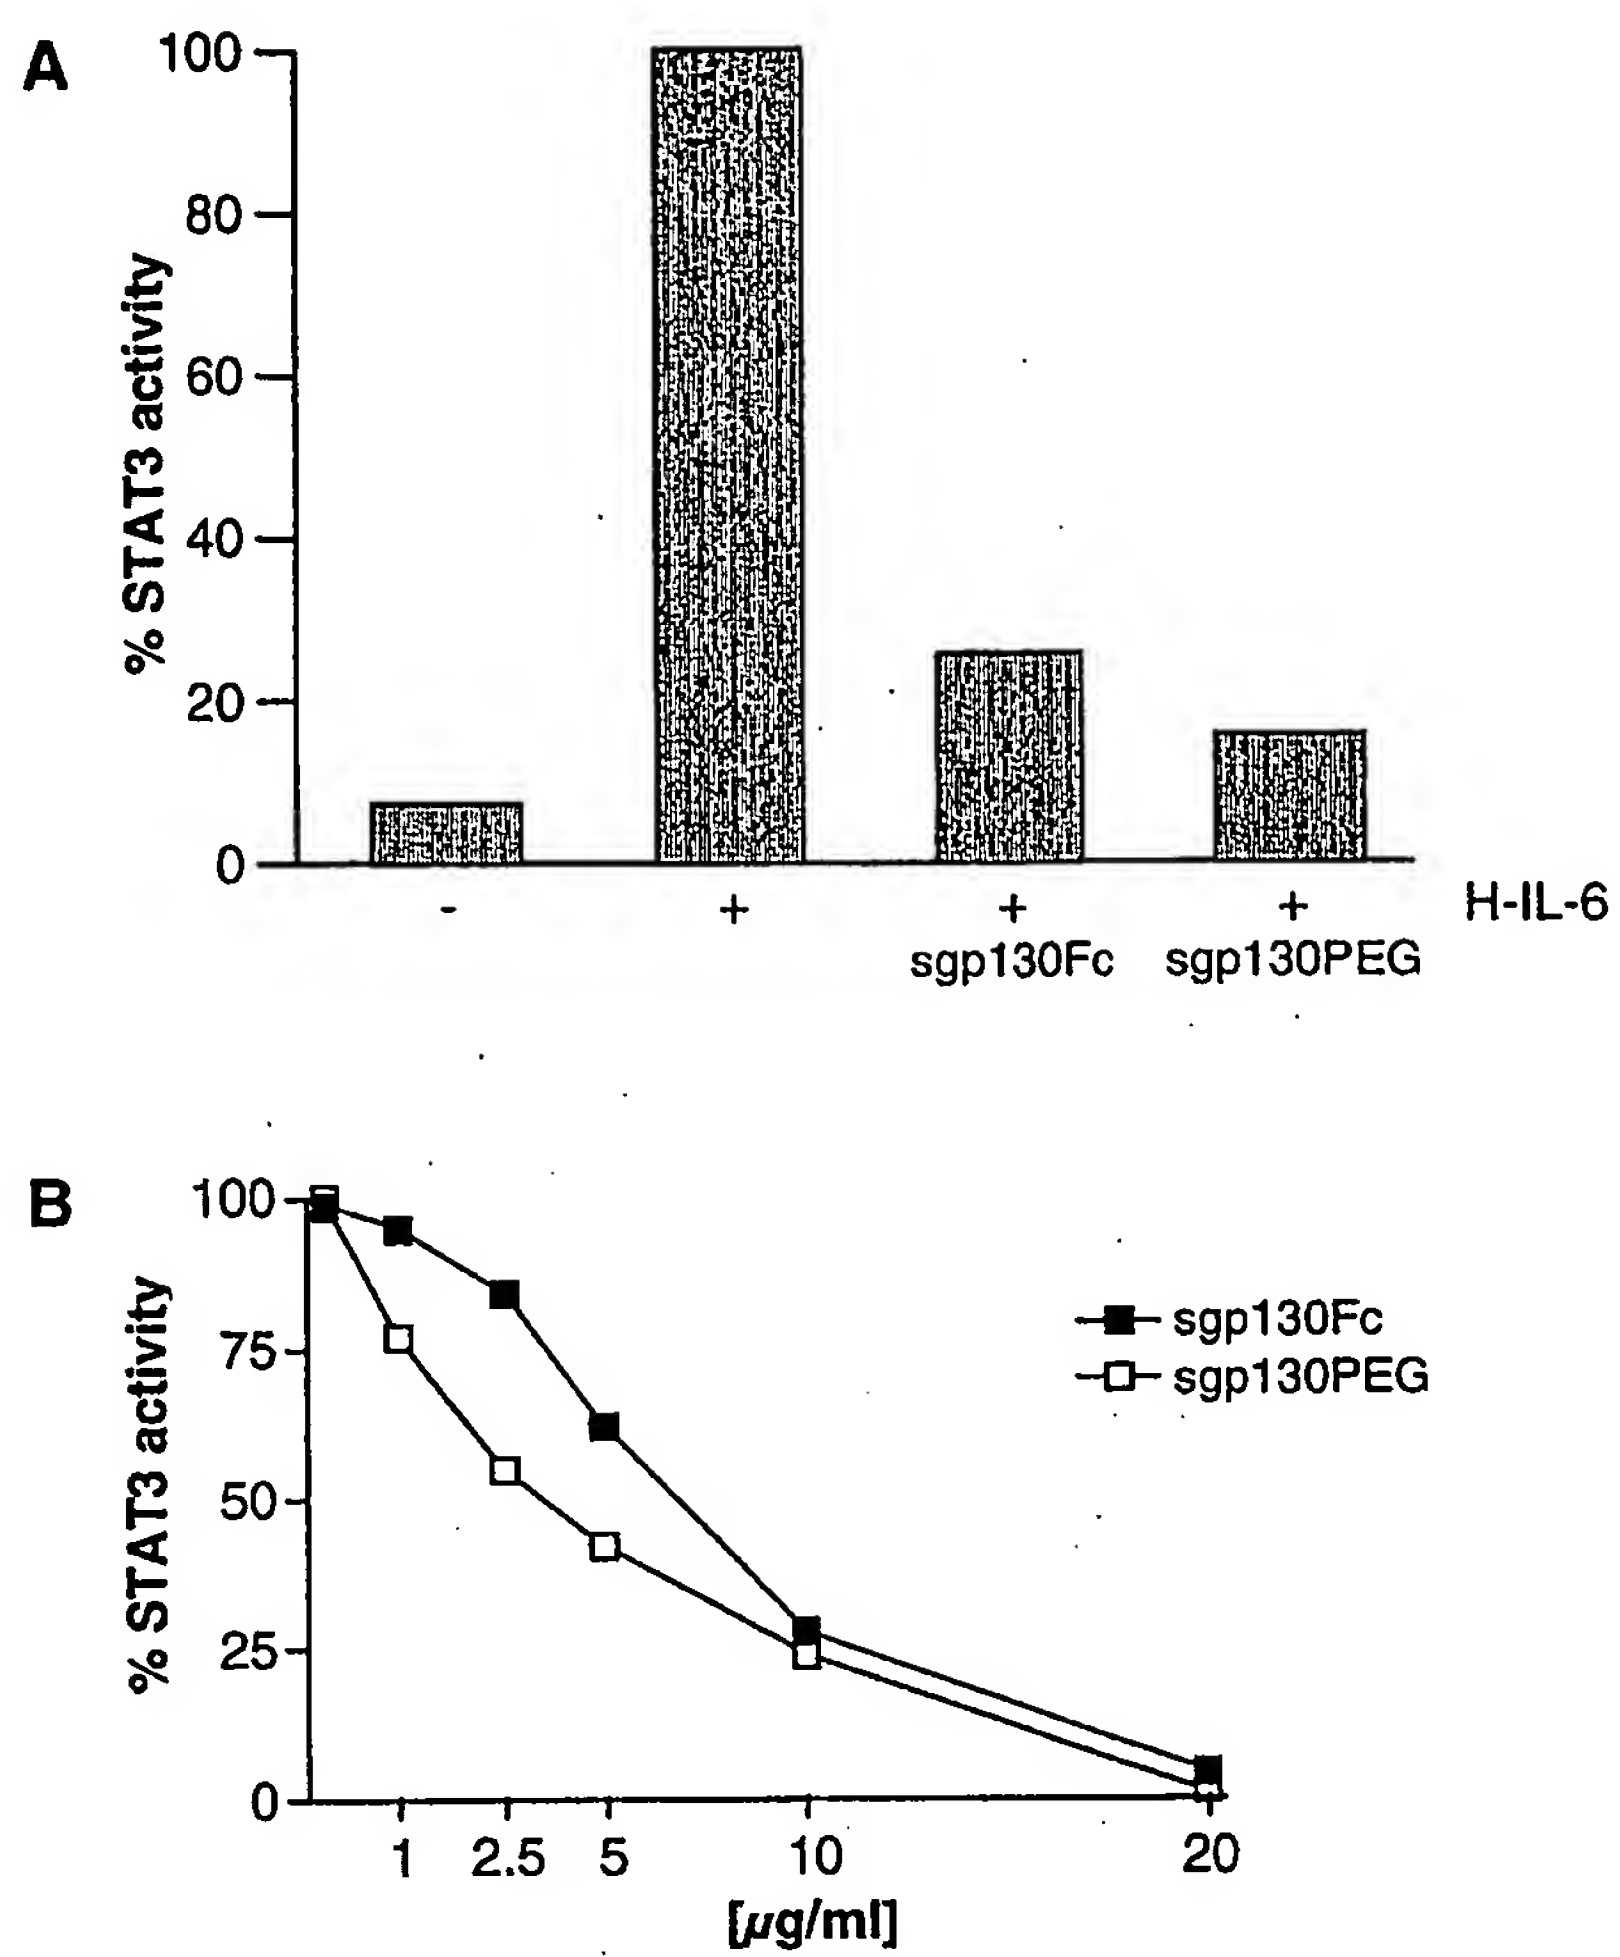 A
% STAT3 activity
100
80
60
40
20
0
- + + + H-IL-6
sgp130Fc sgp130PEG
B
% STAT3 activity
100
75
50
25
0
sgp130Fc
sgp130PEG
1 2.5 5 10 20
[µg/ml]